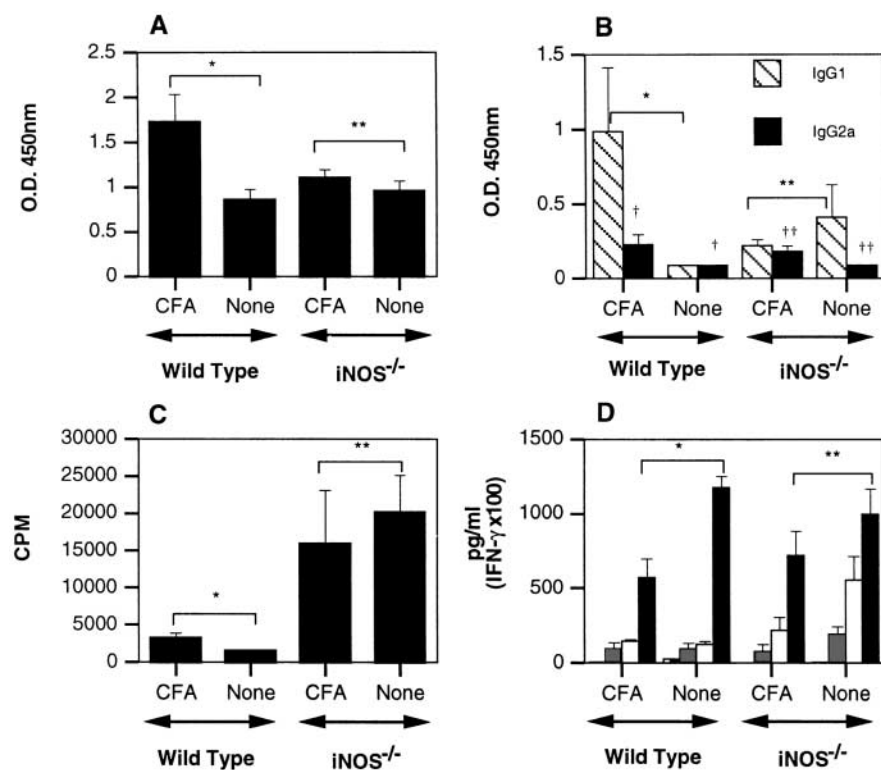 A
O.D. 450nm
2.5
2
1.5
1
0.5
0
*
**
CFA None CFA None
Wild Type iNOS-/-
B
O.D. 450nm
1.5
1
0.5
0
IgG1
IgG2a
*
**
† † †† ††
CFA None CFA None
Wild Type iNOS-/-
C
CPM
30000
25000
20000
15000
10000
5000
0
*
**
CFA None CFA None
Wild Type iNOS-/-
D
pg/ml
(IFN-γ x100)
1500
1000
500
0
*
**
CFA None CFA None
Wild Type iNOS-/-